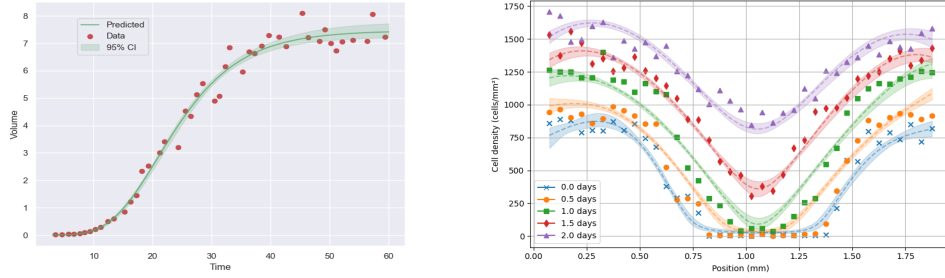 Predicted
Data
95% CI
8
7
6
5
4
3
2
1
0
Volume
10
20
30
40
50
60
Time
1750
1500
1250
1000
750
500
250
0
Cell density (cells/mm²)
0.0 days
0.5 days
1.0 days
1.5 days
2.0 days
0.00
0.25
0.50
0.75
1.00
1.25
1.50
1.75
Position (mm)